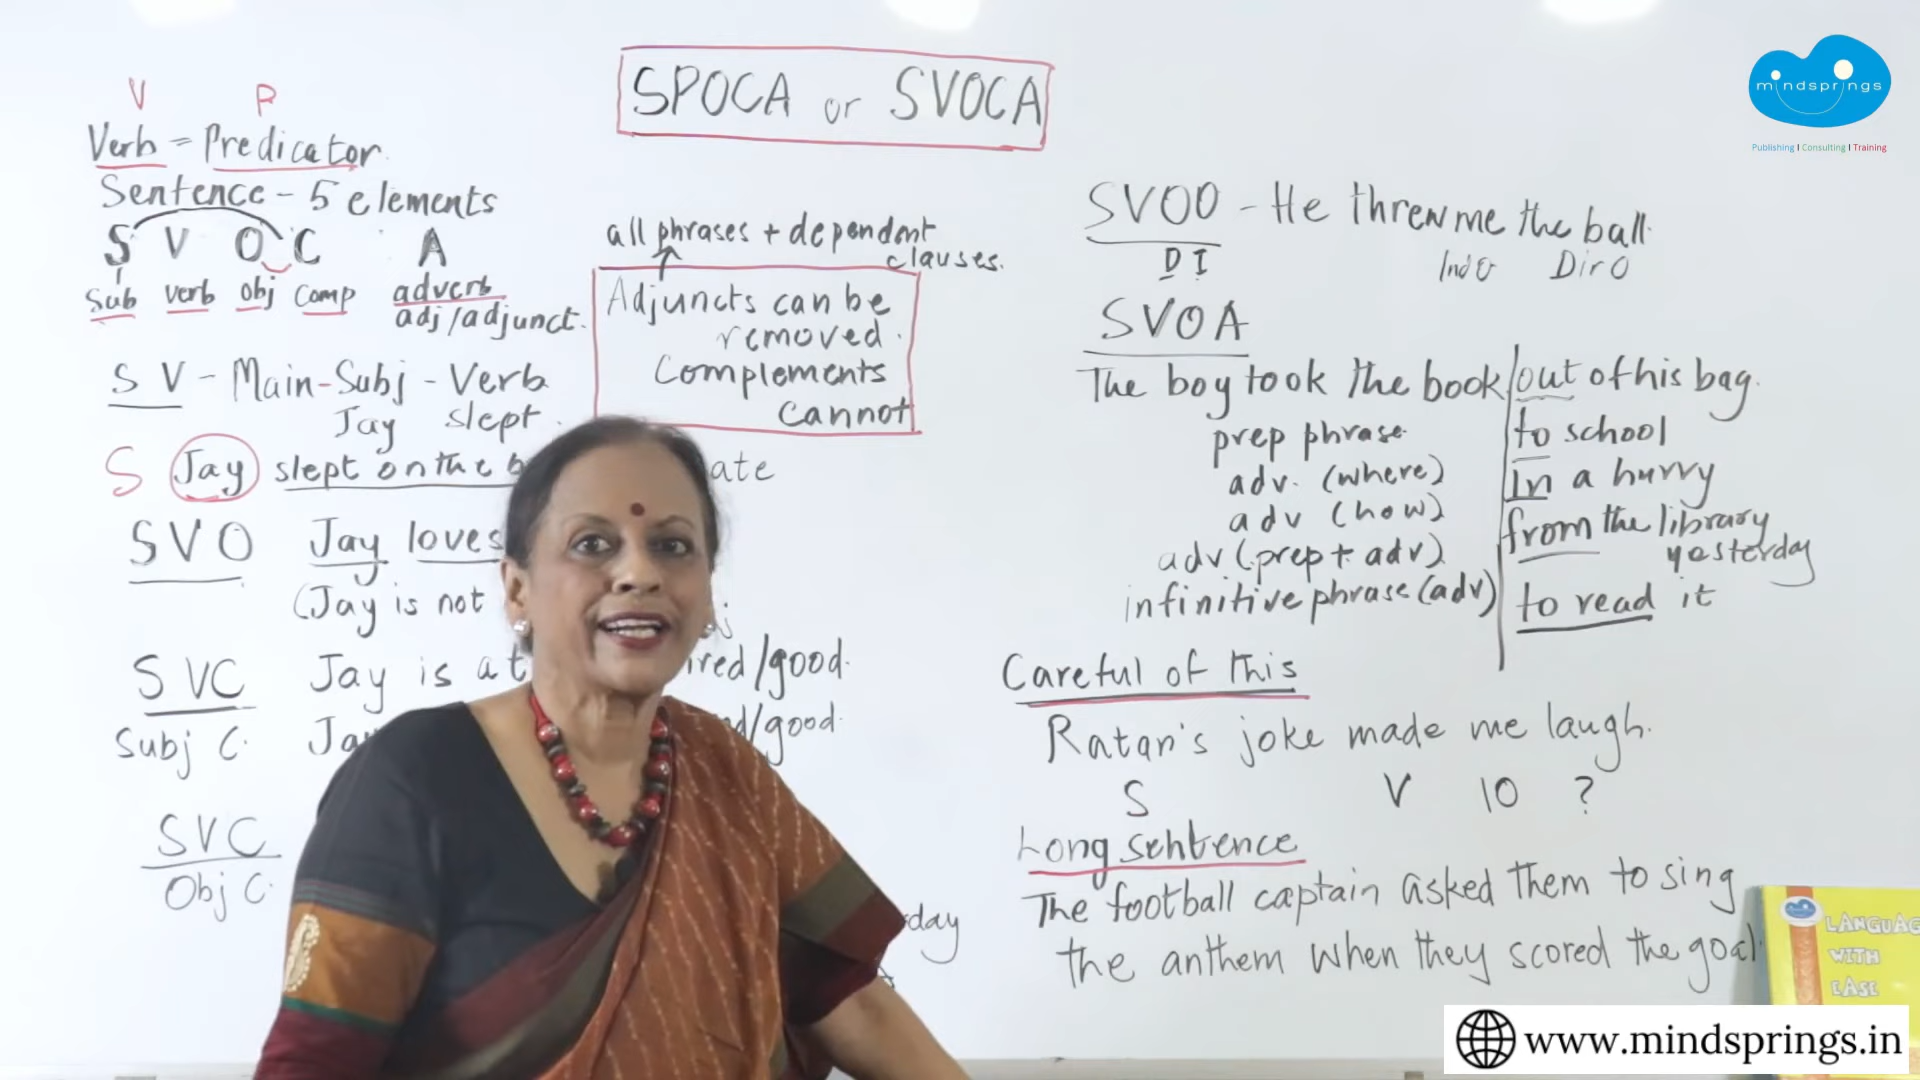 SPOCA or SVOCA
V P
Verb = Predicator
Sentence - 5 elements
S V O C A
Sub verb obj comp adverb
adj/adjunct.
S V - Main-Subj - Verb
Jay slept.
S Jay slept on the
SVO Jay loves
(Jay is not
SVC Jay is a
ired/good.
Subj C.
/good.
SVC
Obj C.
all phrases + dependent
clauses.
Adjuncts can be
removed.
Complements
cannot
SVOO - He threw me the ball.
D I IndO DirO
SVOA
The boy took the book out of his bag.
prep phrase to school
adv. (where) in a hurry
adv (how) from the library
adv (prep + adv) yesterday
infinitive phrase (adv) to read it
Careful of this
Ratan's joke made me laugh.
S V IO ?
Long sentence
The football captain asked them to sing
the anthem when they scored the goal
mindsprings
Publishing I Consulting I Training
LANGUAG
WITH
EASE
www.mindsprings.in